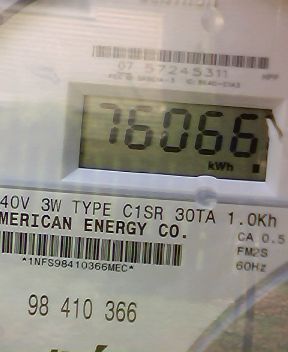 07 57245311
76066
kWh
40V 3W TYPE C1SR 30TA 1.0Kh
MERICAN ENERGY CO.
CA 0.5
FM2S
60Hz
*1NFS98410366MEC*
98 410 366